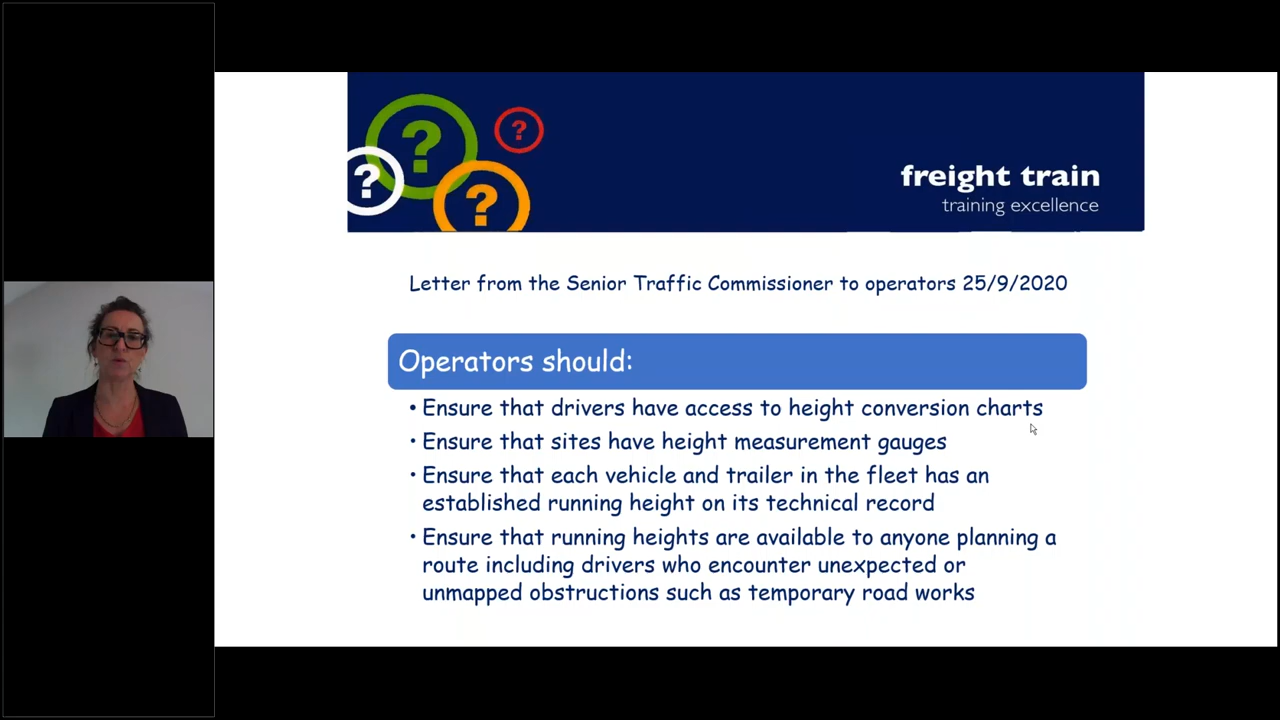 ?
?
?
?
freight train
training excellence
Letter from the Senior Traffic Commissioner to operators 25/9/2020
Operators should:
• Ensure that drivers have access to height conversion charts
• Ensure that sites have height measurement gauges
• Ensure that each vehicle and trailer in the fleet has an
established running height on its technical record
• Ensure that running heights are available to anyone planning a
route including drivers who encounter unexpected or
unmapped obstructions such as temporary road works